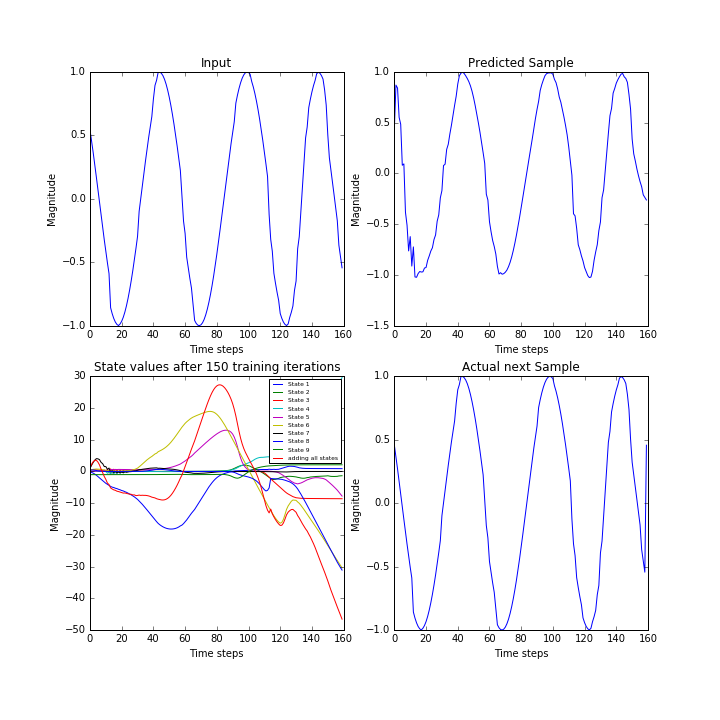 Input
1.0
0.5
0.0
−0.5
−1.0
Magnitude
0 20 40 60 80 100 120 140 160
Time steps
Predicted Sample
1.0
0.5
0.0
−0.5
−1.0
−1.5
Magnitude
0 20 40 60 80 100 120 140 160
Time steps
State values after 150 training iterations
30
20
10
0
−10
−20
−30
−40
−50
Magnitude
State 1
State 2
State 3
State 4
State 5
State 6
State 7
State 8
State 9
adding all states
0 20 40 60 80 100 120 140 160
Time steps
Actual next Sample
1.0
0.5
0.0
−0.5
−1.0
Magnitude
0 20 40 60 80 100 120 140 160
Time steps